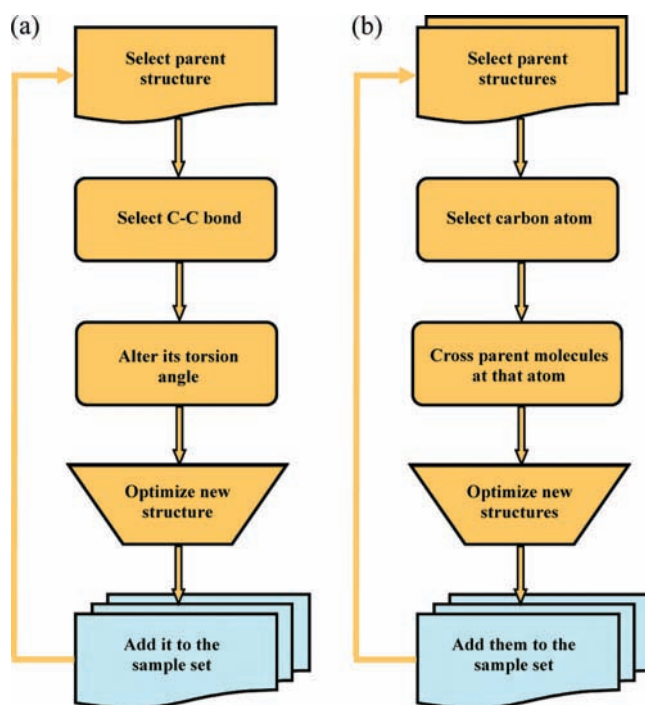 (a)
Select parent
structure
Select C-C bond
Alter its torsion
angle
Optimize new
structure
Add it to the
sample set
(b)
Select parent
structures
Select carbon atom
Cross parent molecules
at that atom
Optimize new
structures
Add them to the
sample set